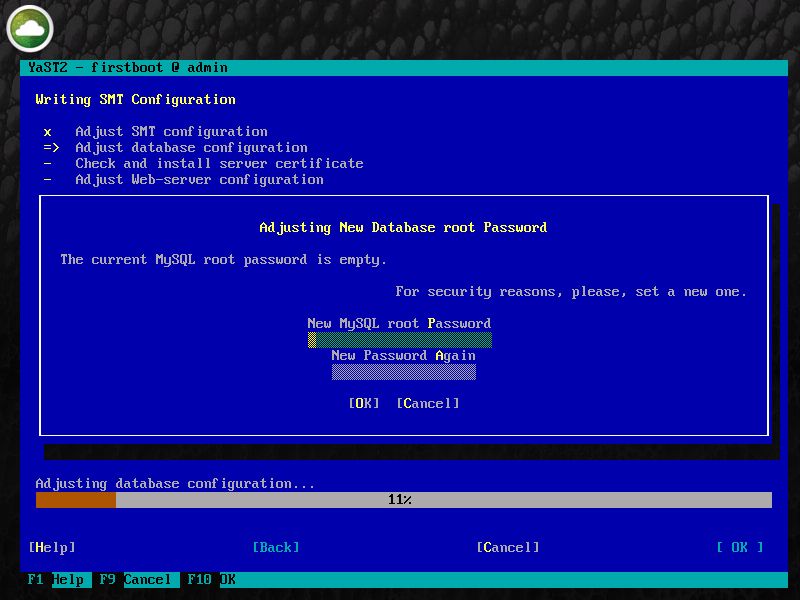 YaST2 - firstboot @ admin
Writing SMT Configuration
x Adjust SMT configuration
=> Adjust database configuration
- Check and install server certificate
- Adjust Web-server configuration
Adjusting New Database root Password
The current MySQL root password is empty.
For security reasons, please, set a new one.
New MySQL root Password
New Password Again
[OK] [Cancel]
Adjusting database configuration...
11%
[Help] [Back] [Cancel] [ OK ]
F1 Help F9 Cancel F10 OK